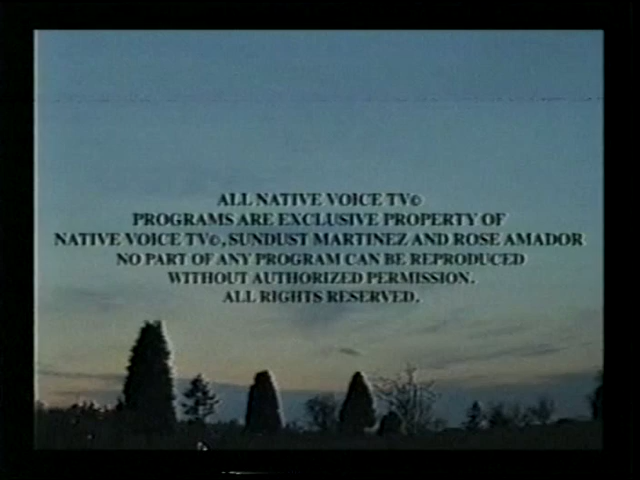 ALL NATIVE VOICE TV©
PROGRAMS ARE EXCLUSIVE PROPERTY OF
NATIVE VOICE TV©, SUNDUST MARTINEZ AND ROSE AMADOR
NO PART OF ANY PROGRAM CAN BE REPRODUCED
WITHOUT AUTHORIZED PERMISSION.
ALL RIGHTS RESERVED.